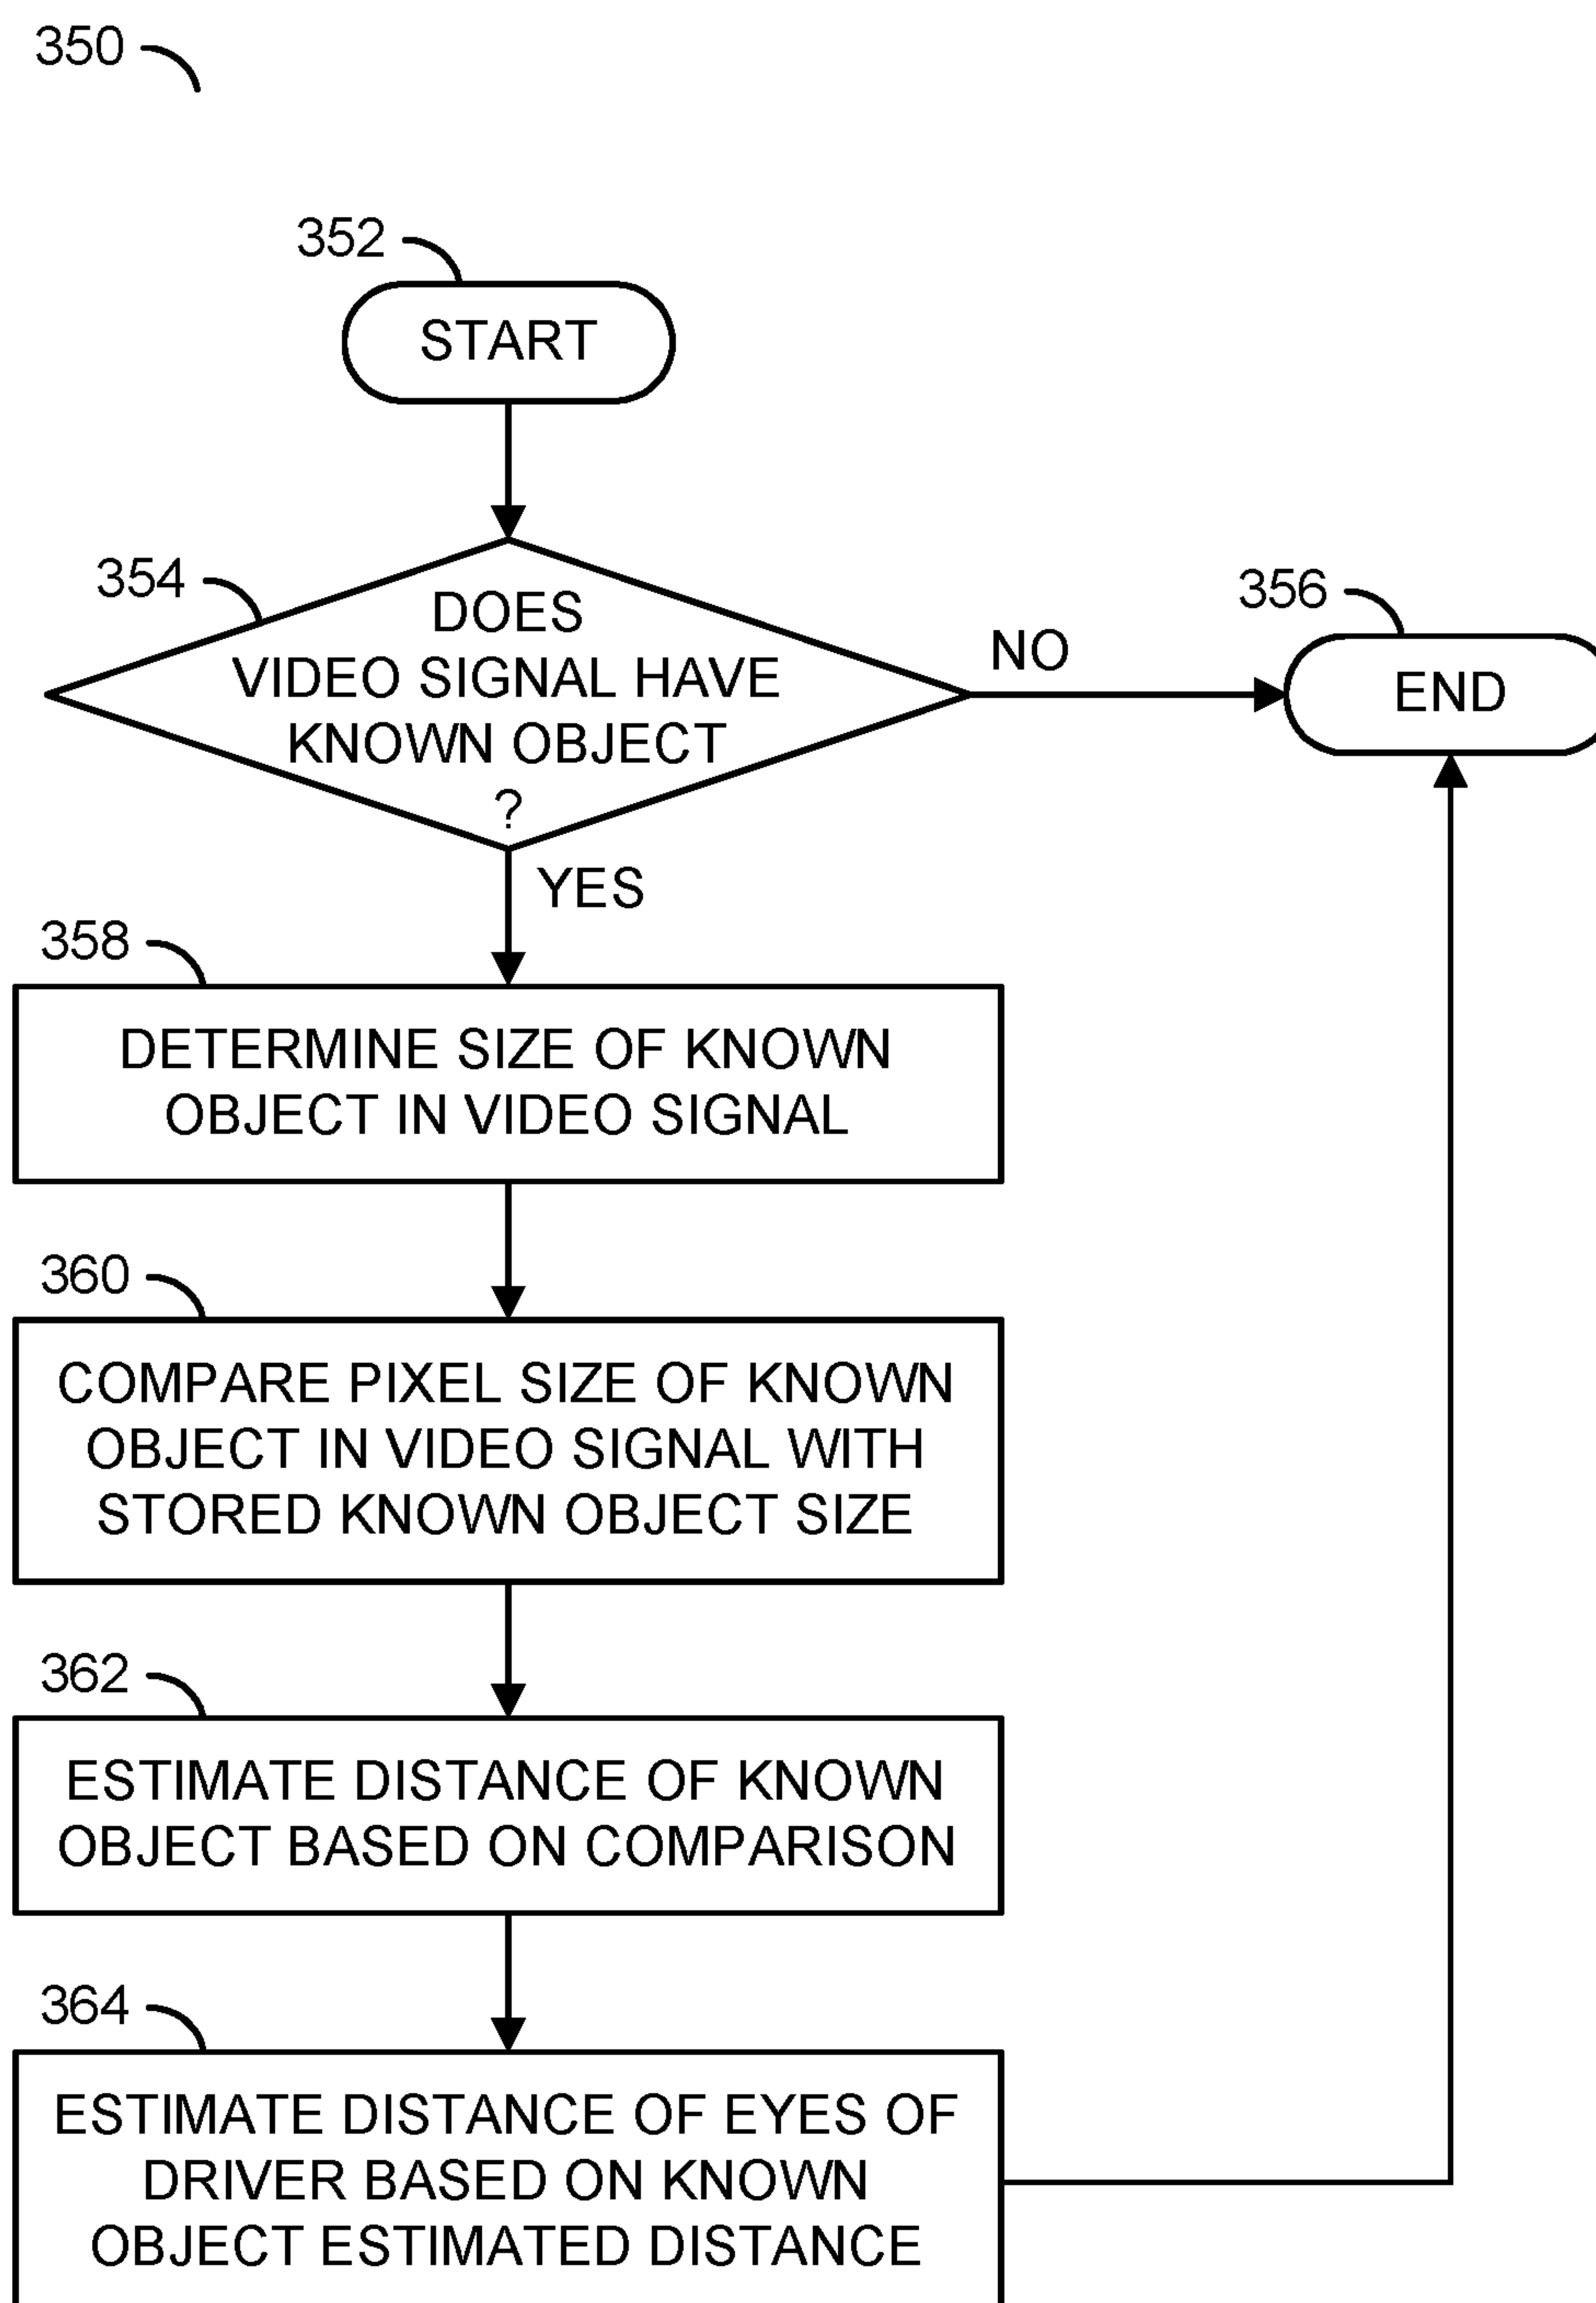 350
352
START
354
DOES
VIDEO SIGNAL HAVE
KNOWN OBJECT
?
NO
356
END
YES
358
DETERMINE SIZE OF KNOWN
OBJECT IN VIDEO SIGNAL
360
COMPARE PIXEL SIZE OF KNOWN
OBJECT IN VIDEO SIGNAL WITH
STORED KNOWN OBJECT SIZE
362
ESTIMATE DISTANCE OF KNOWN
OBJECT BASED ON COMPARISON
364
ESTIMATE DISTANCE OF EYES OF
DRIVER BASED ON KNOWN
OBJECT ESTIMATED DISTANCE